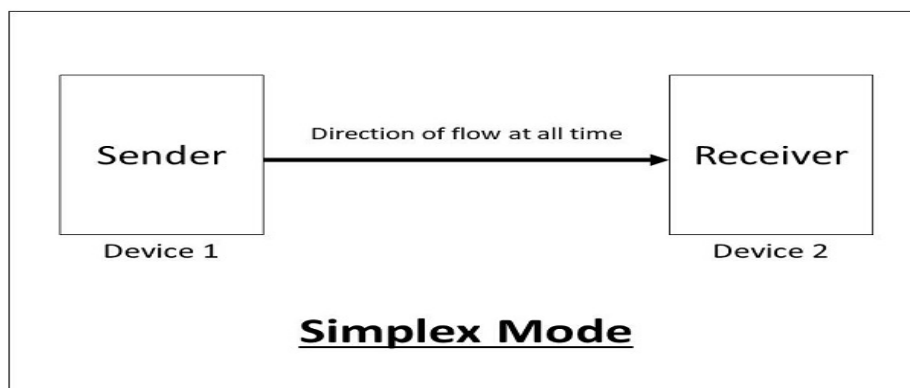 Direction of flow at all time
Sender
Receiver
Device 1
Device 2
Simplex Mode